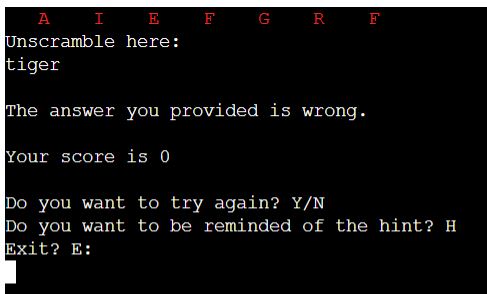 A I E F G R F
Unscramble here:
tiger
The answer you provided is wrong.
Your score is 0
Do you want to try again? Y/N
Do you want to be reminded of the hint? H
Exit? E: